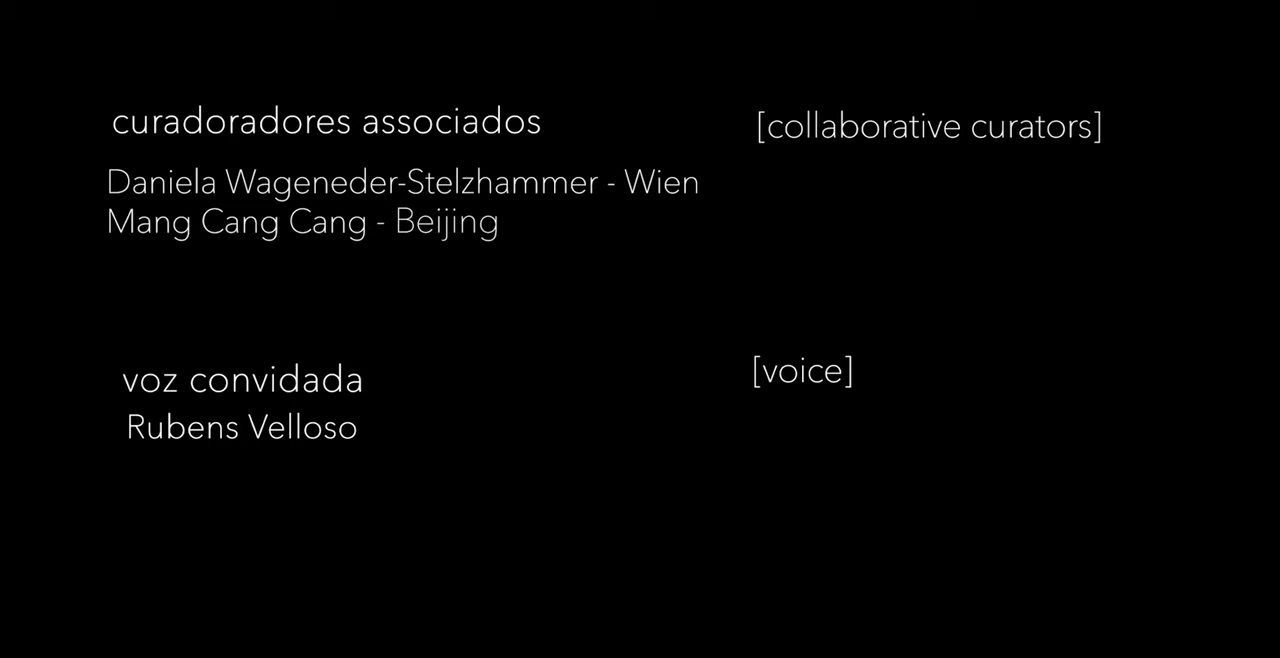 curadoradores associados
[collaborative curators]
Daniela Wageneder-Stelzhammer - Wien
Mang Cang Cang - Beijing
voz convidada
[voice]
Rubens Velloso